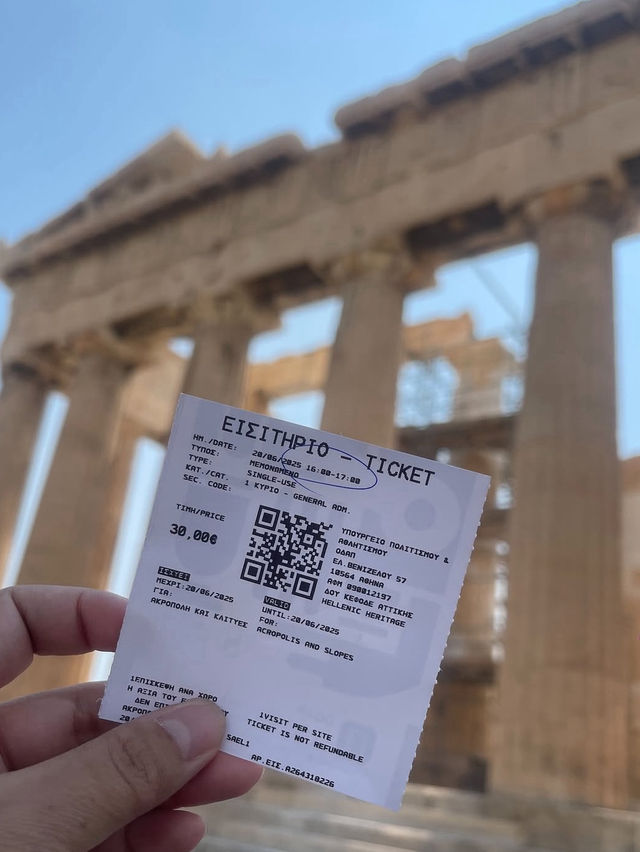 ΕΙΣΙΤΗΡΙΟ - TICKET
ΗΜ./DATE: 20/06/2025 16:00-17:00
ΤΥΠΟΣ: ΜΕΜΟΝΩΜΕΝΟ
TYPE: SINGLE-USE
ΚΑΤ./CAT. 1 ΚΥΡΙΟ - GENERAL ADM.
SEC. CODE:
ΤΙΜΗ/PRICE
30,00€
ΥΠΟΥΡΓΕΙΟ ΠΟΛΙΤΙΣΜΟΥ &
ΑΘΛΗΤΙΣΜΟΥ
ΟΔΑΠ
ΕΛ.ΒΕΝΙΖΕΛΟΥ 57
10564 ΑΘΗΝΑ
ΑΦΜ 090012197
ΔΟΥ ΚΕΦΟΔΕ ΑΤΤΙΚΗΣ
HELLENIC HERITAGE
ΙΣΧΥΕΙ
ΜΕΧΡΙ:20/06/2025
ΓΙΑ:
ΑΚΡΟΠΟΛΗ ΚΑΙ ΚΛΙΤΥΕΣ
VALID
UNTIL:20/06/2025
FOR:
ACROPOLIS AND SLOPES
1ΕΠΙΣΚΕΨΗ ΑΝΑ ΧΩΡΟ
Η ΑΞΙΑ ΤΟΥ
ΔΕΝ
1VISIT PER SITE
TICKET IS NOT REFUNDABLE
ΑΡ.ΕΙΣ.A264310226